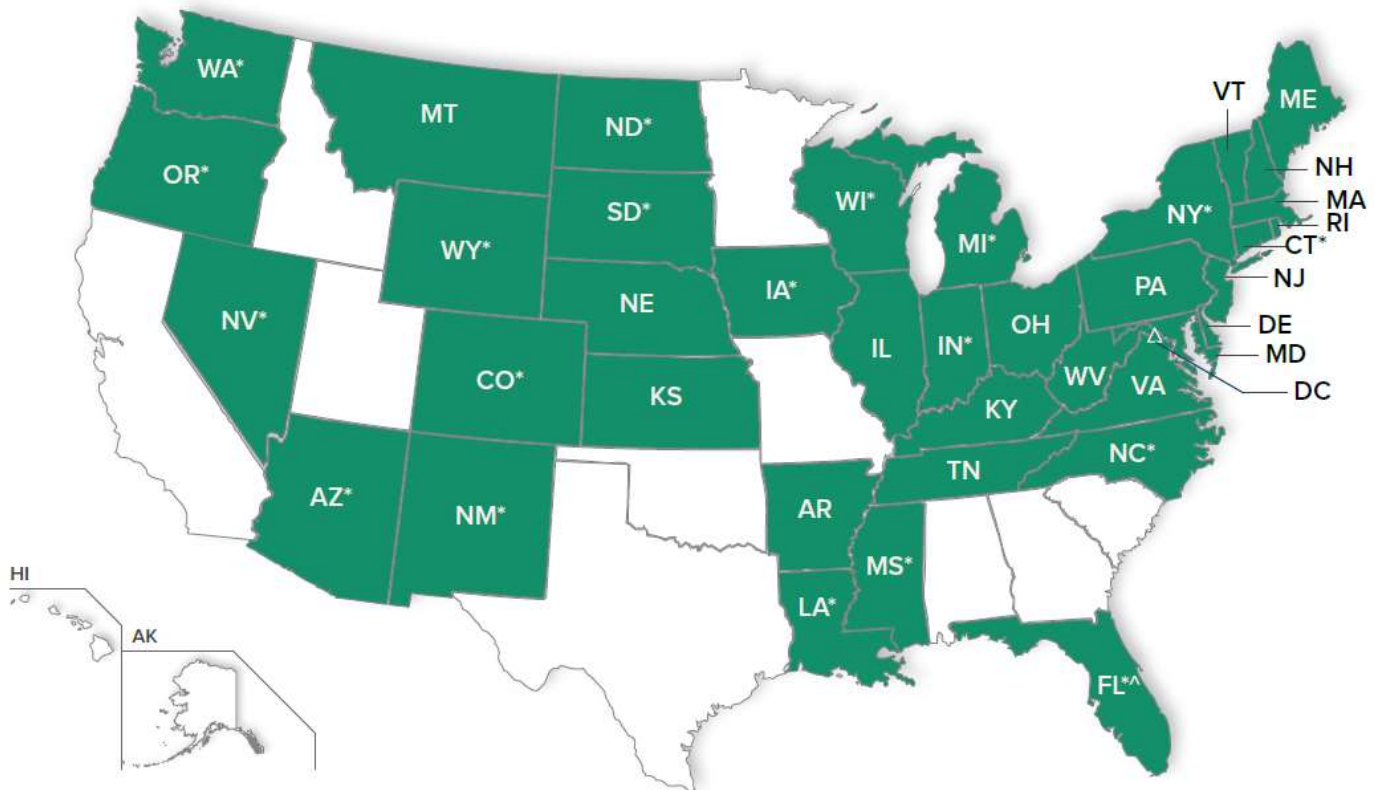 WA*
MT
ND*
OR*
SD*
WY*
NE
NV*
CO*
KS
AZ*
NM*
IA*
WI*
MI*
IL
IN*
OH
KY
WV
VA
TN
NC*
AR
MS*
LA*
FL*^
PA
NY*
VT
ME
NH
MA
RI
CT*
NJ
DE
MD
Δ
DC
HI
AK